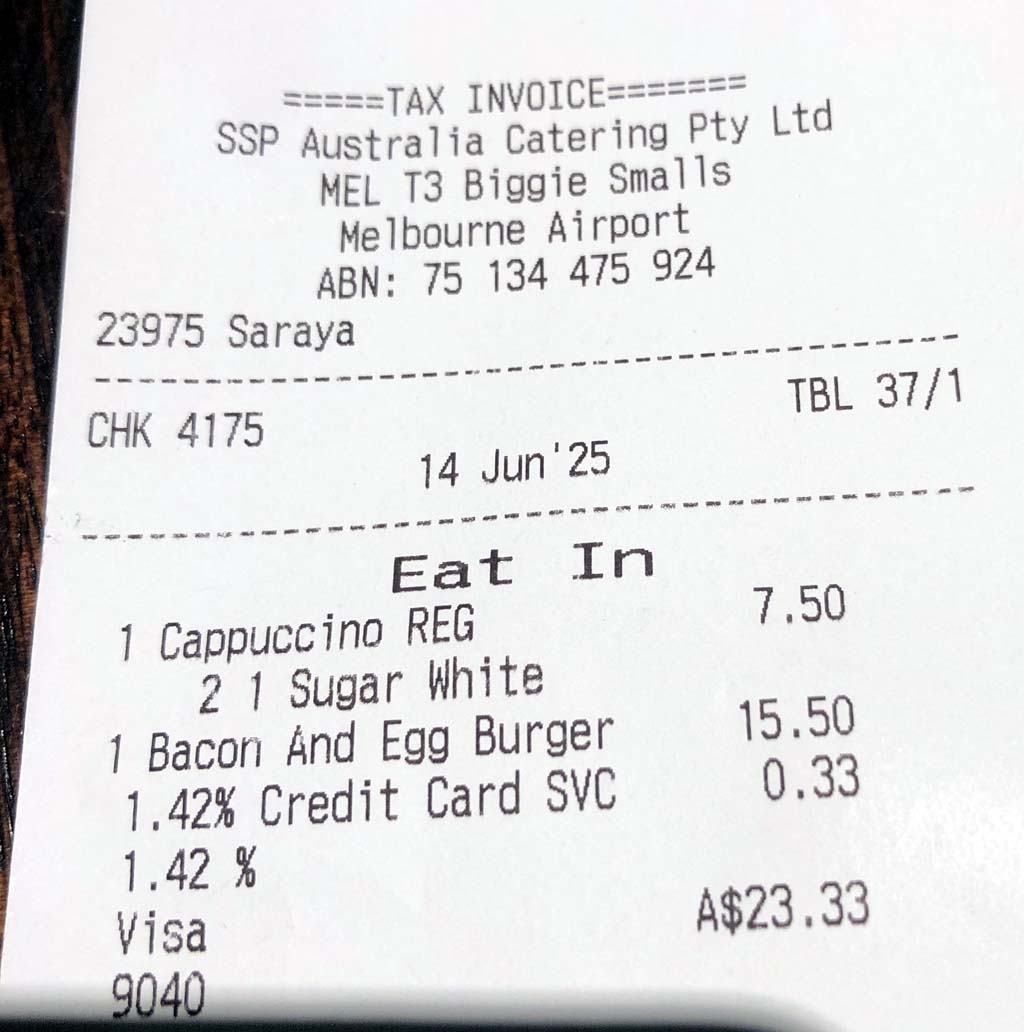 =====TAX INVOICE=======
SSP Australia Catering Pty Ltd
MEL T3 Biggie Smalls
Melbourne Airport
ABN: 75 134 475 924
23975 Saraya
CHK 4175 TBL 37/1
14 Jun'25
Eat In
1 Cappuccino REG 7.50
2 1 Sugar White
1 Bacon And Egg Burger 15.50
1.42% Credit Card SVC 0.33
1.42 %
Visa A$23.33
9040